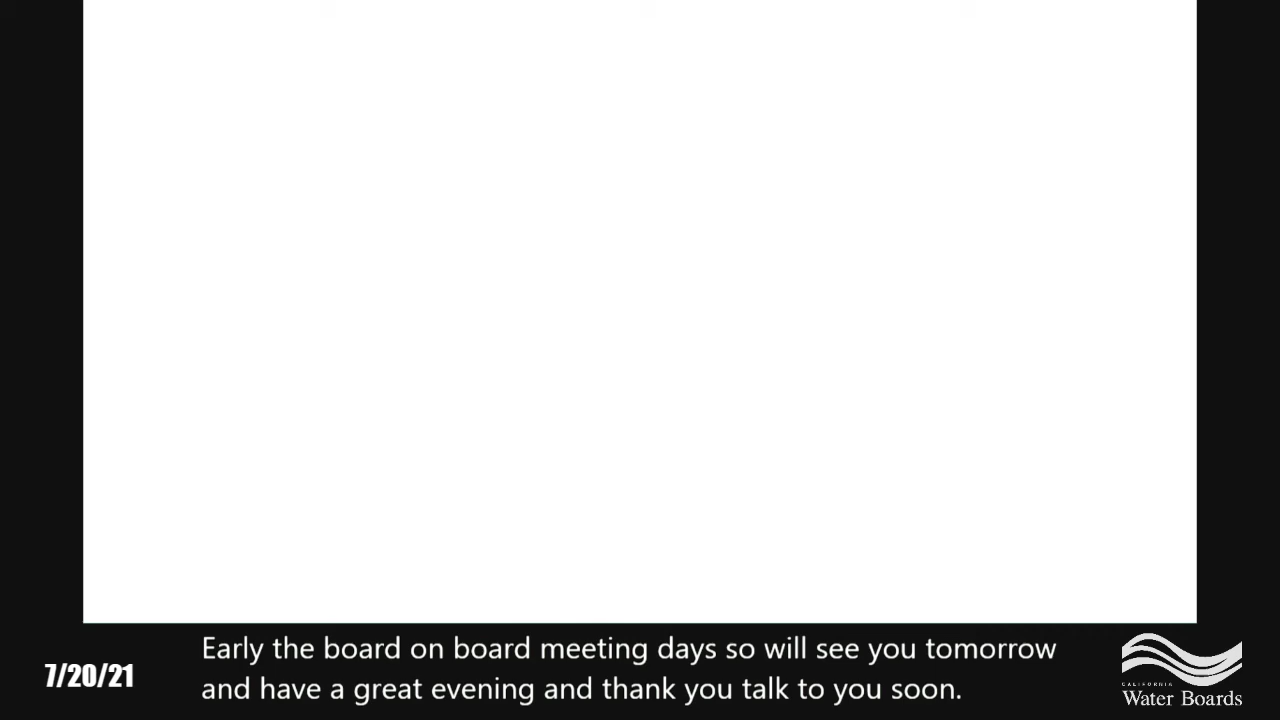 Early the board on board meeting days so will see you tomorrow
and have a great evening and thank you talk to you soon.
7/20/21
CALIFORNIA
Water Boards